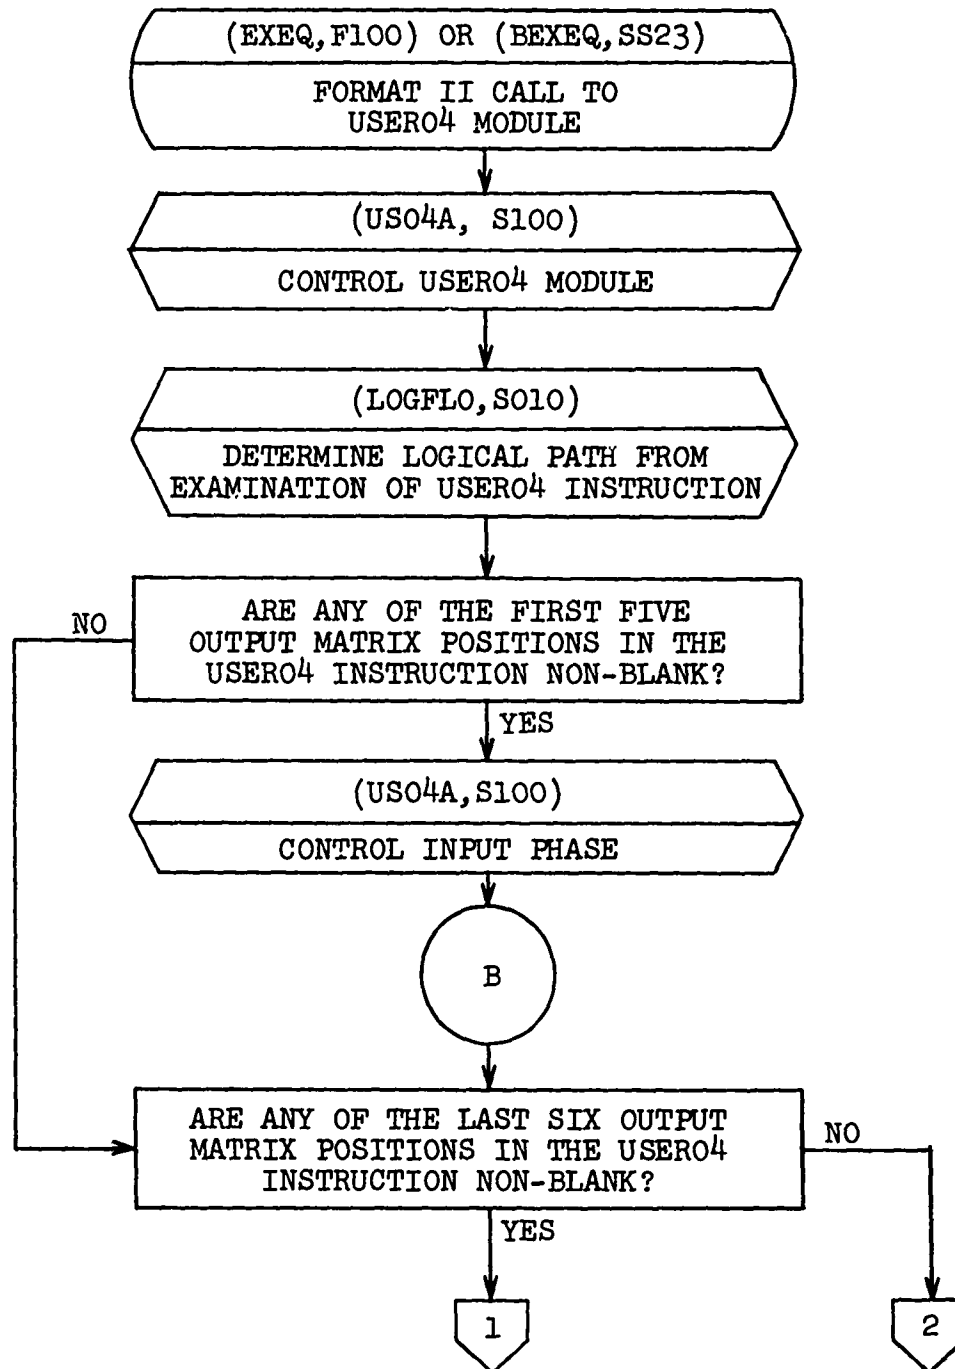 (EXEQ,F100) OR (BEXEQ,SS23)
FORMAT II CALL TO
USER04 MODULE
(US04A, S100)
CONTROL USER04 MODULE
(LOGFLO,S010)
DETERMINE LOGICAL PATH FROM
EXAMINATION OF USER04 INSTRUCTION
NO
ARE ANY OF THE FIRST FIVE
OUTPUT MATRIX POSITIONS IN THE
USER04 INSTRUCTION NON-BLANK?
YES
(US04A,S100)
CONTROL INPUT PHASE
B
ARE ANY OF THE LAST SIX OUTPUT
MATRIX POSITIONS IN THE USER04
INSTRUCTION NON-BLANK?
NO
YES
1
2